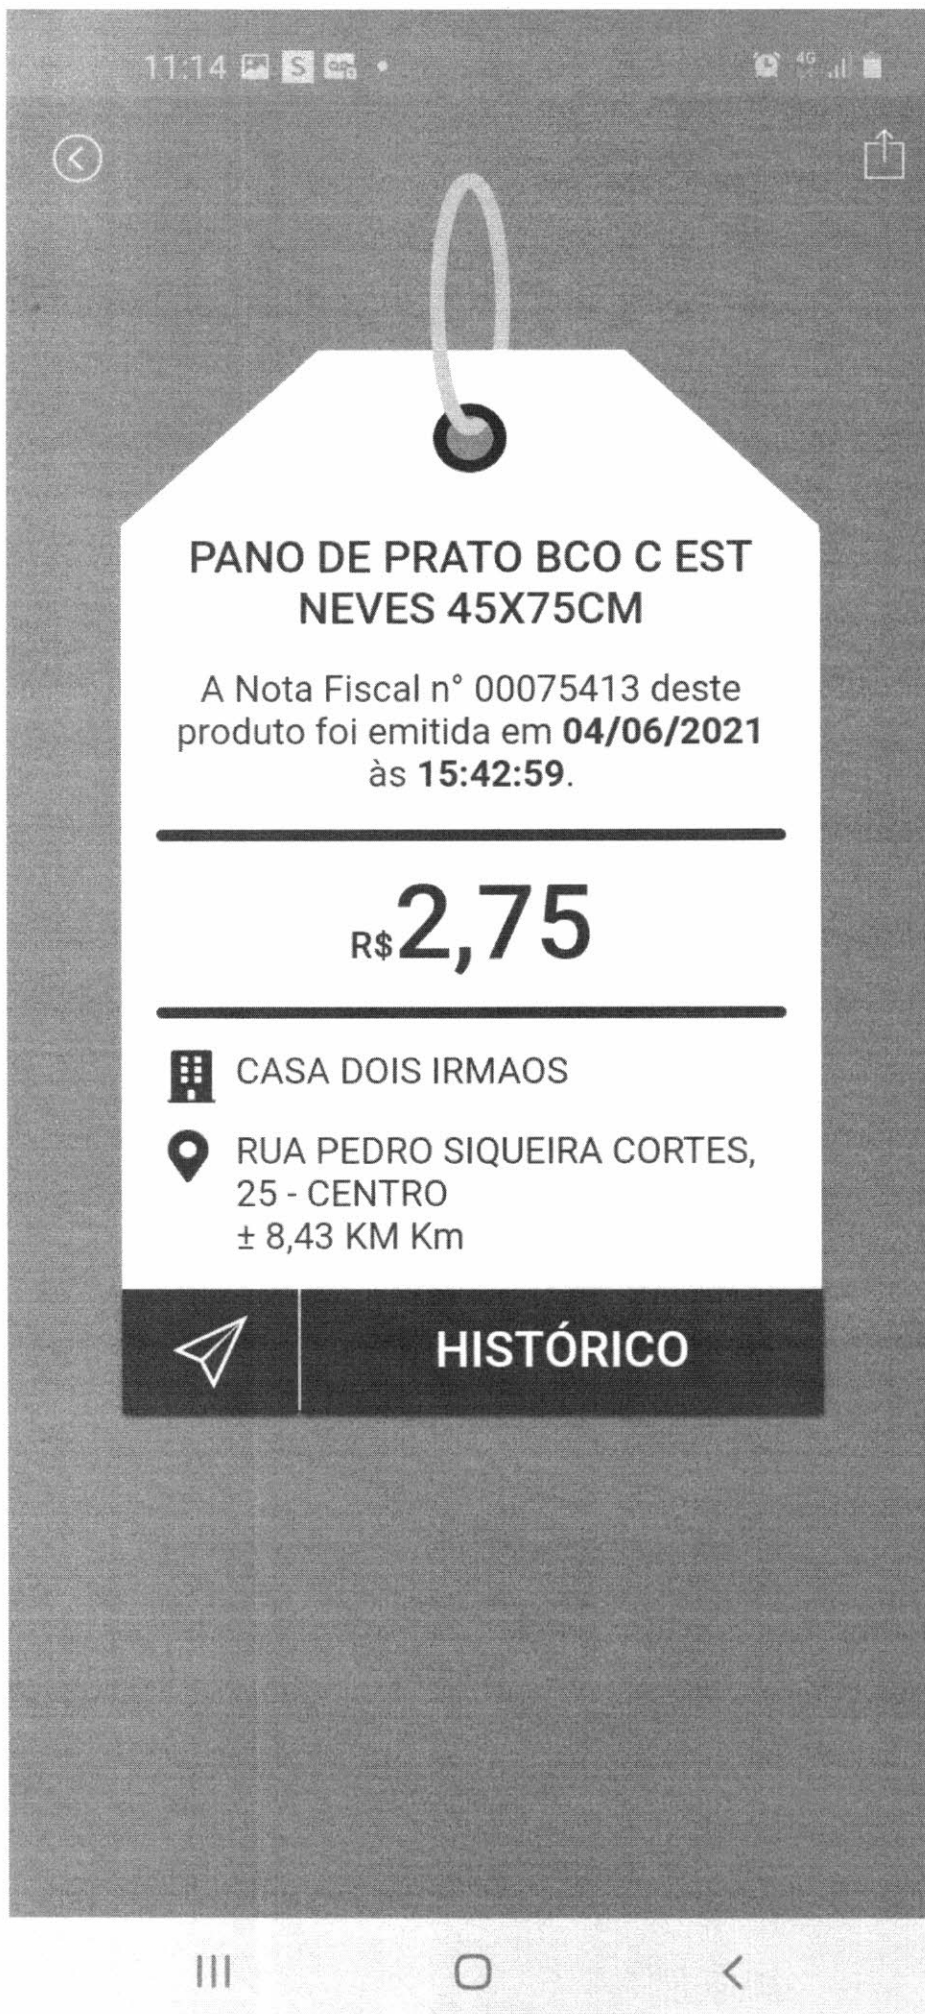 11:14 S
4G
PANO DE PRATO BCO C EST
NEVES 45X75CM
A Nota Fiscal n° 00075413 deste
produto foi emitida em 04/06/2021
às 15:42:59.
R$2,75
CASA DOIS IRMAOS
RUA PEDRO SIQUEIRA CORTES,
25 - CENTRO
± 8,43 KM Km
HISTÓRICO